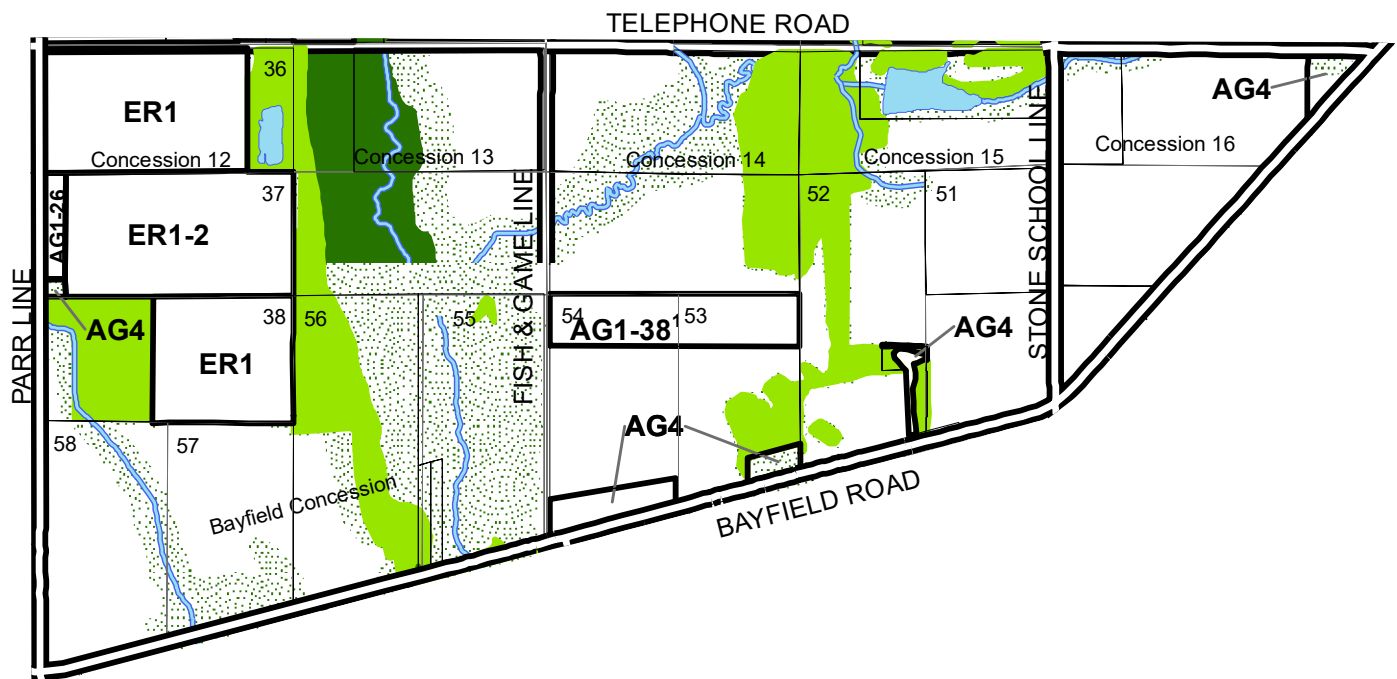 TELEPHONE ROAD
36
ER1
AG4
Concession 12
Concession 13
Concession 14
Concession 15
Concession 16
37
52
51
AG1-26
ER1-2
FISH & GAME LINE
STONE SCHOOL LINE
PARR LINE
38
56
55
54
53
AG1-38¹
AG4
AG4
ER1
AG4
58
57
Bayfield Concession
BAYFIELD ROAD